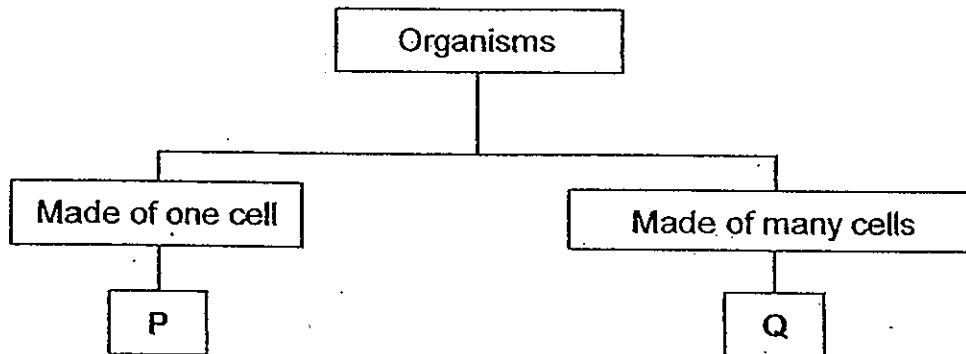 Organisms
Made of one cell
Made of many cells
P
Q